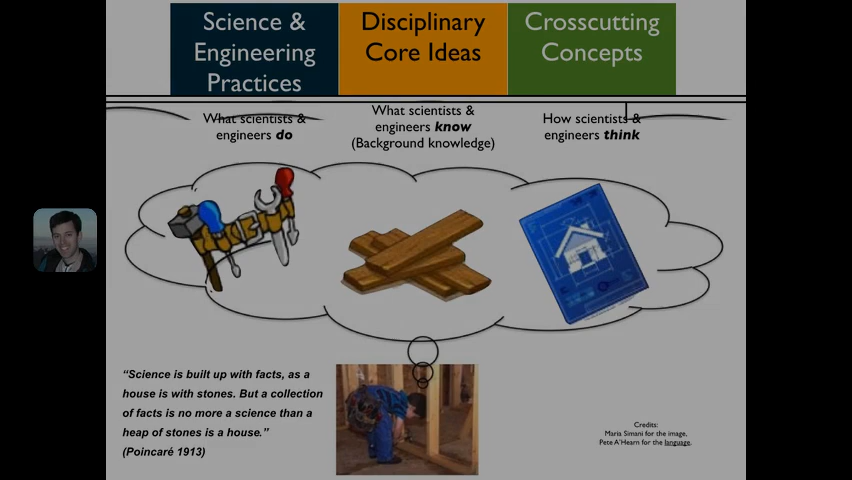 Science &
Engineering
Practices
Disciplinary
Core Ideas
Crosscutting
Concepts
What scientists &
engineers do
What scientists &
engineers know
(Background knowledge)
How scientists &
engineers think
“Science is built up with facts, as a
house is with stones. But a collection
of facts is no more a science than a
heap of stones is a house.”
(Poincaré 1913)
Credits:
Maria Simani for the image,
Pete A’Hearn for the language.